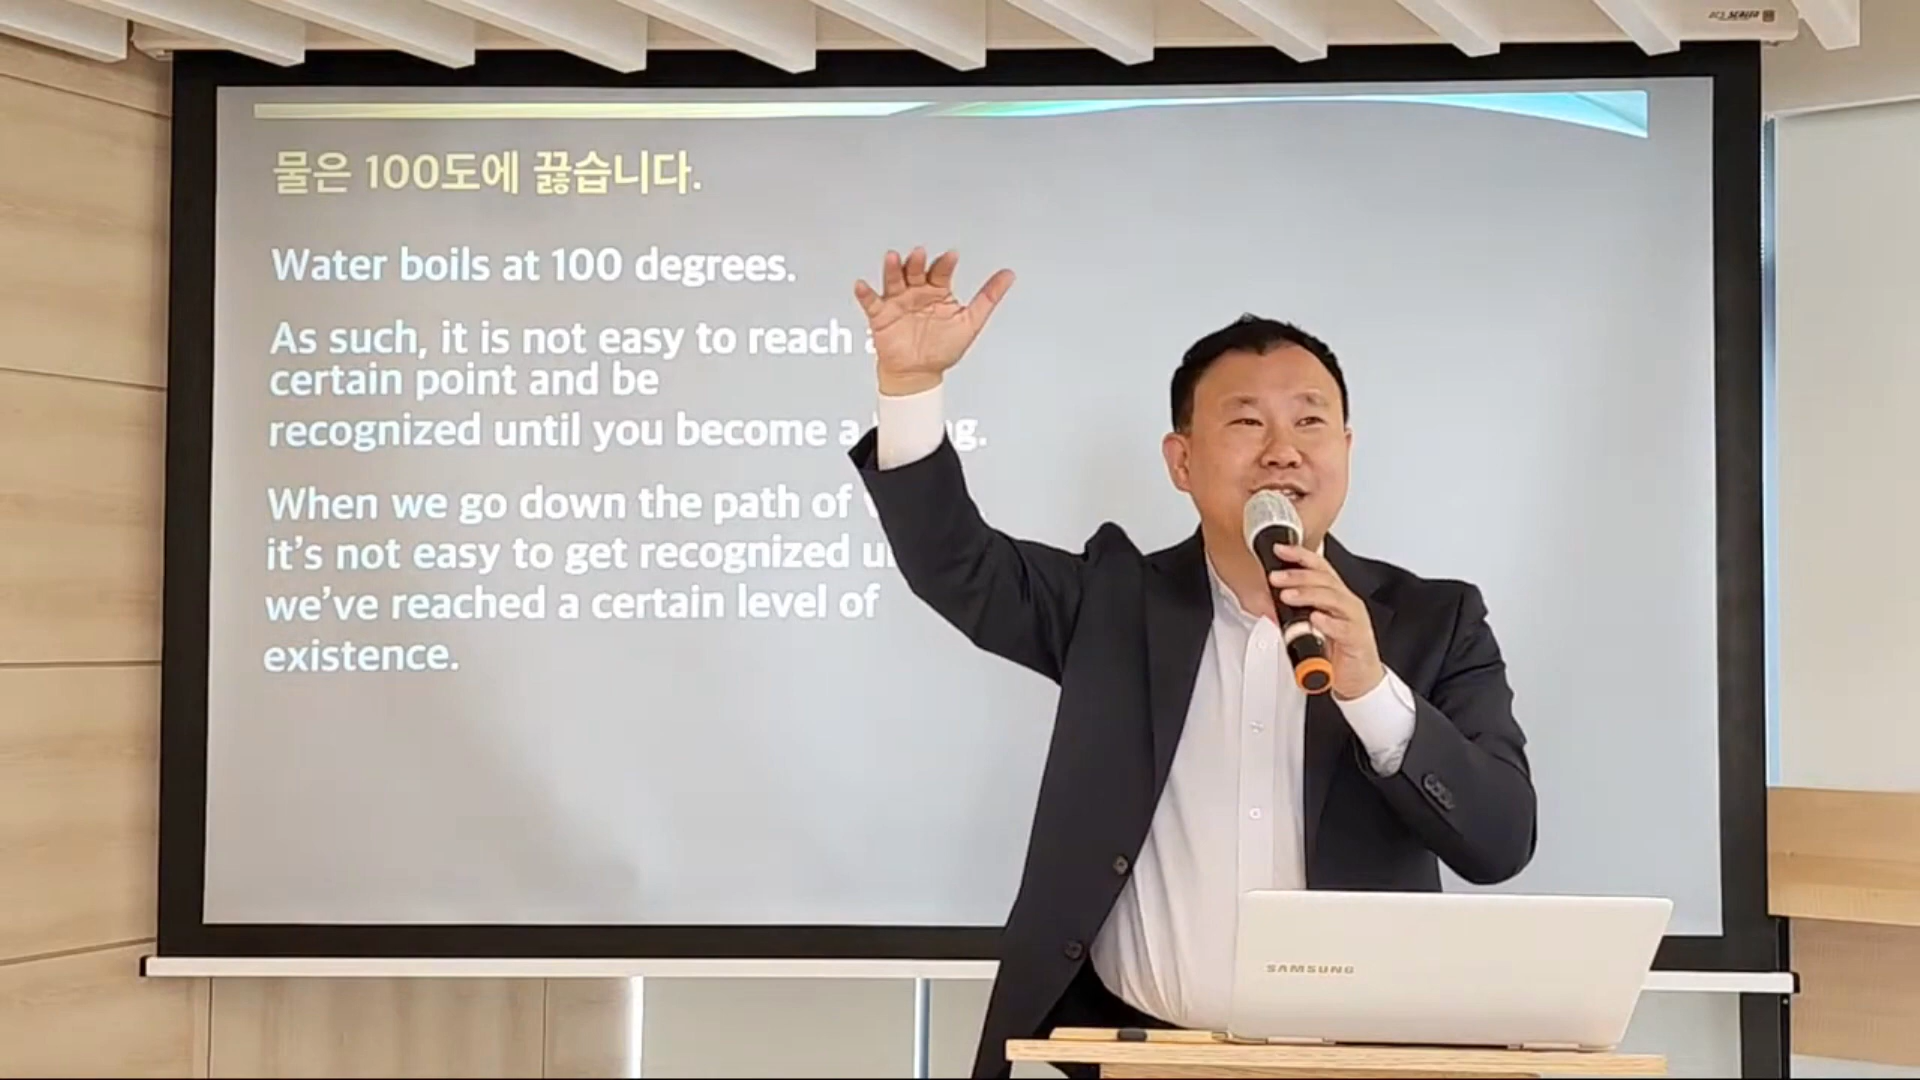 물은 100도에 끓습니다.
Water boils at 100 degrees.
As such, it is not easy to reach
certain point and be
recognized until you become a
When we go down the path of
it's not easy to get recognized
we've reached a certain level of
existence.
SAMSUNG